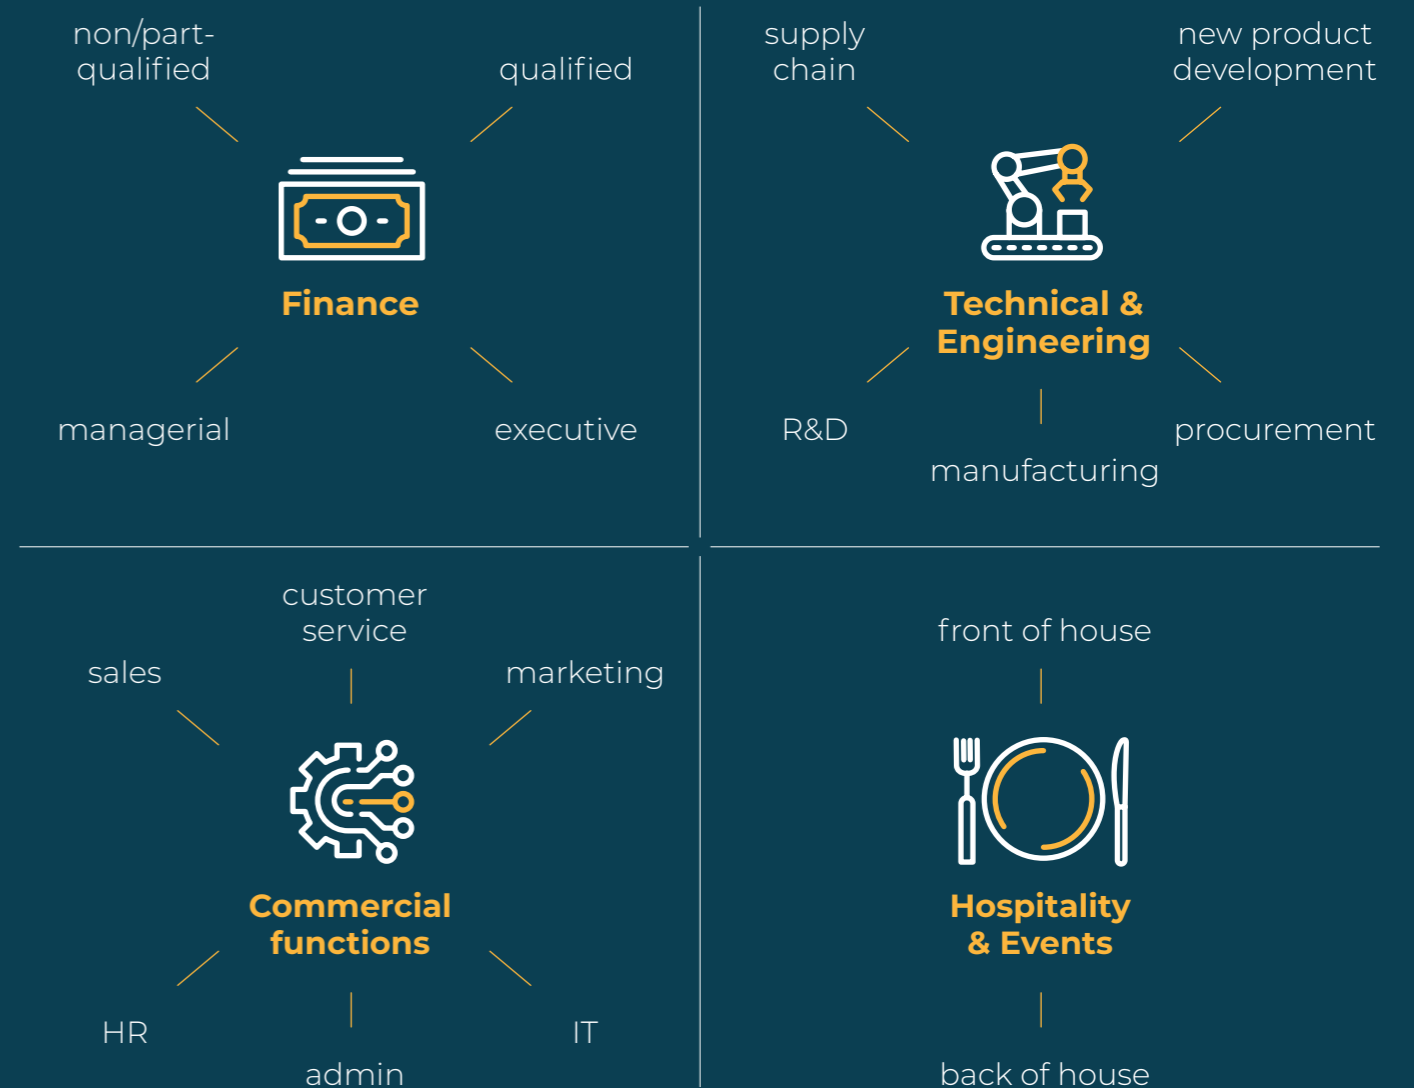 non/part-
qualified
qualified
Finance
managerial
executive
supply
chain
new product
development
Technical &
Engineering
R&D
manufacturing
procurement
customer
service
sales
marketing
Commercial
functions
HR
admin
IT
front of house
Hospitality
& Events
back of house